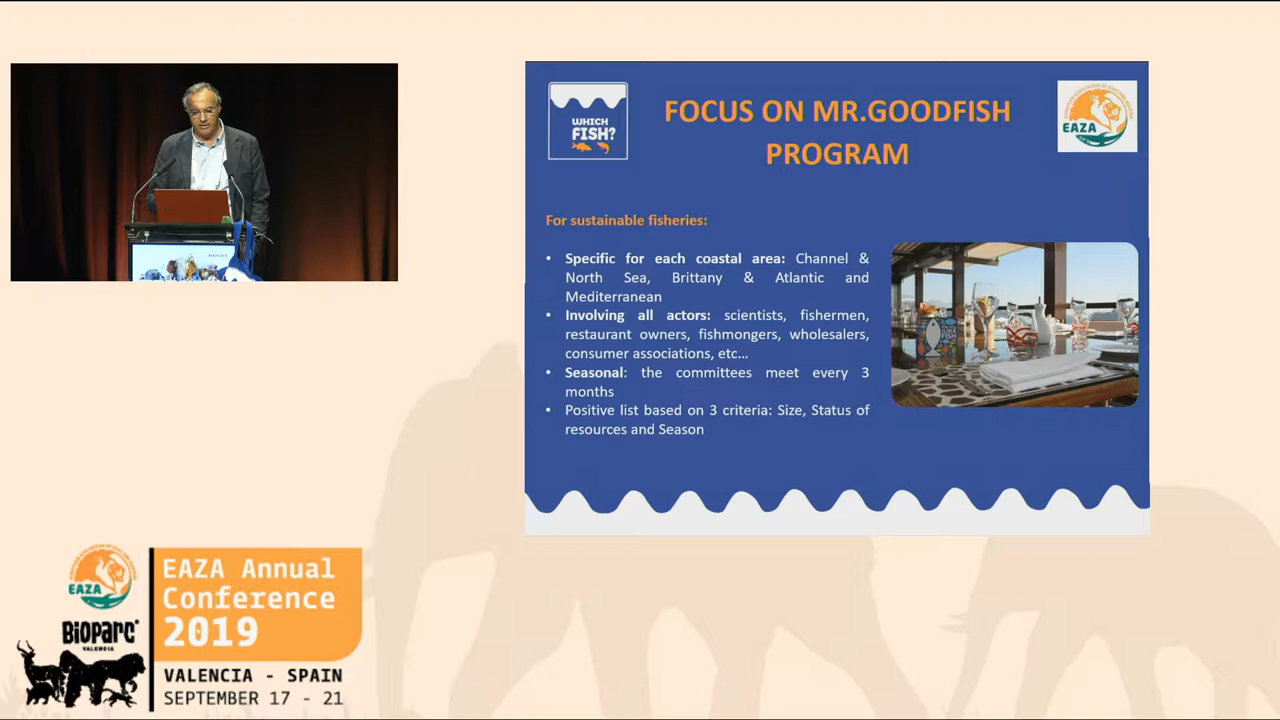 WHICH
FISH?
FOCUS ON MR.GOODFISH
PROGRAM
EAZA
For sustainable fisheries:
• Specific for each coastal area: Channel &
North Sea, Brittany & Atlantic and
Mediterranean
• Involving all actors: scientists, fishermen,
restaurant owners, fishmongers, wholesalers,
consumer associations, etc...
• Seasonal: the committees meet every 3
months
• Positive list based on 3 criteria: Size, Status of
resources and Season
EAZA
BIOPARC
VALENCIA
EAZA Annual
Conference
2019
VALENCIA - SPAIN
SEPTEMBER 17 - 21